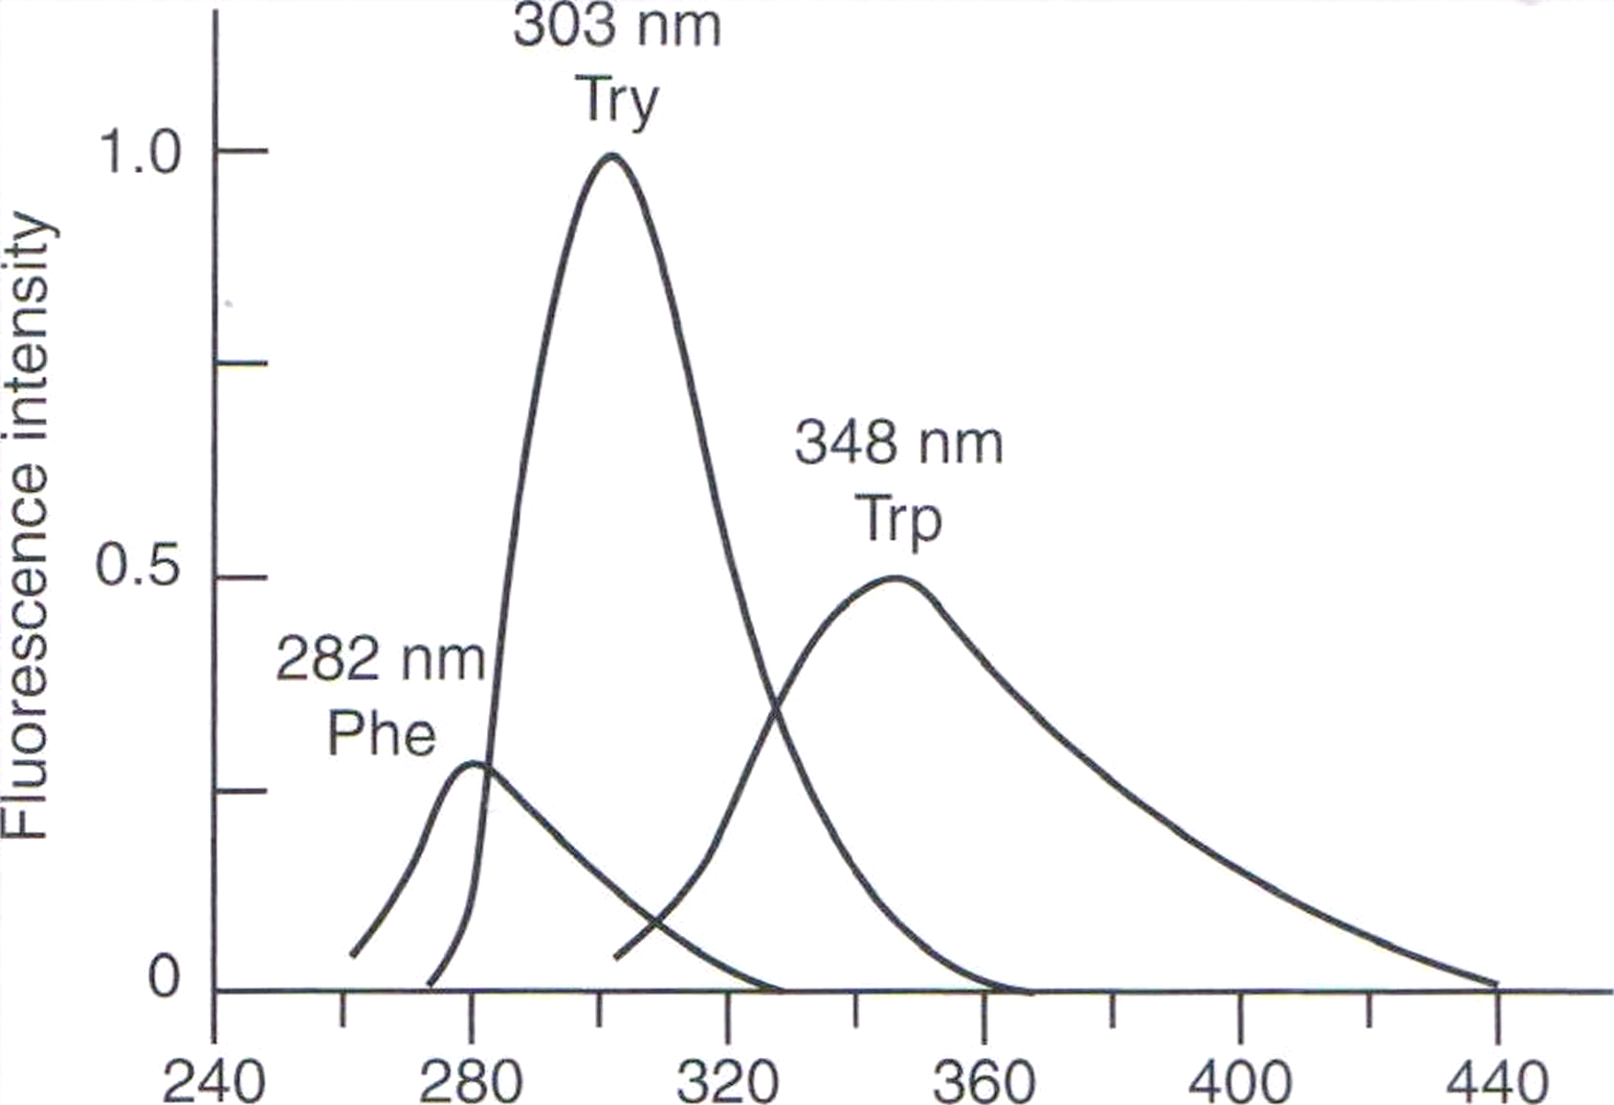 303 nm
Try
1.0
348 nm
Trp
0.5
282 nm
Phe
0
Fluorescence intensity
240 280 320 360 400 440